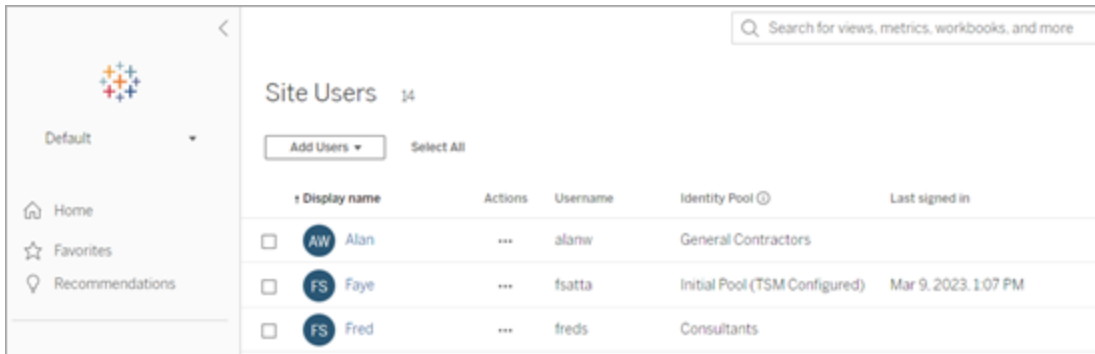 Search for views, metrics, workbooks, and more
Site Users 14
Default
Add Users Select All
Display name Actions Username Identity Pool Last signed in
Home
AW Alan ... alanw General Contractors
Favorites
FS Faye ... fsatta Initial Pool (TSM Configured) Mar 9, 2023, 1:07 PM
Recommendations
FS Fred ... freds Consultants